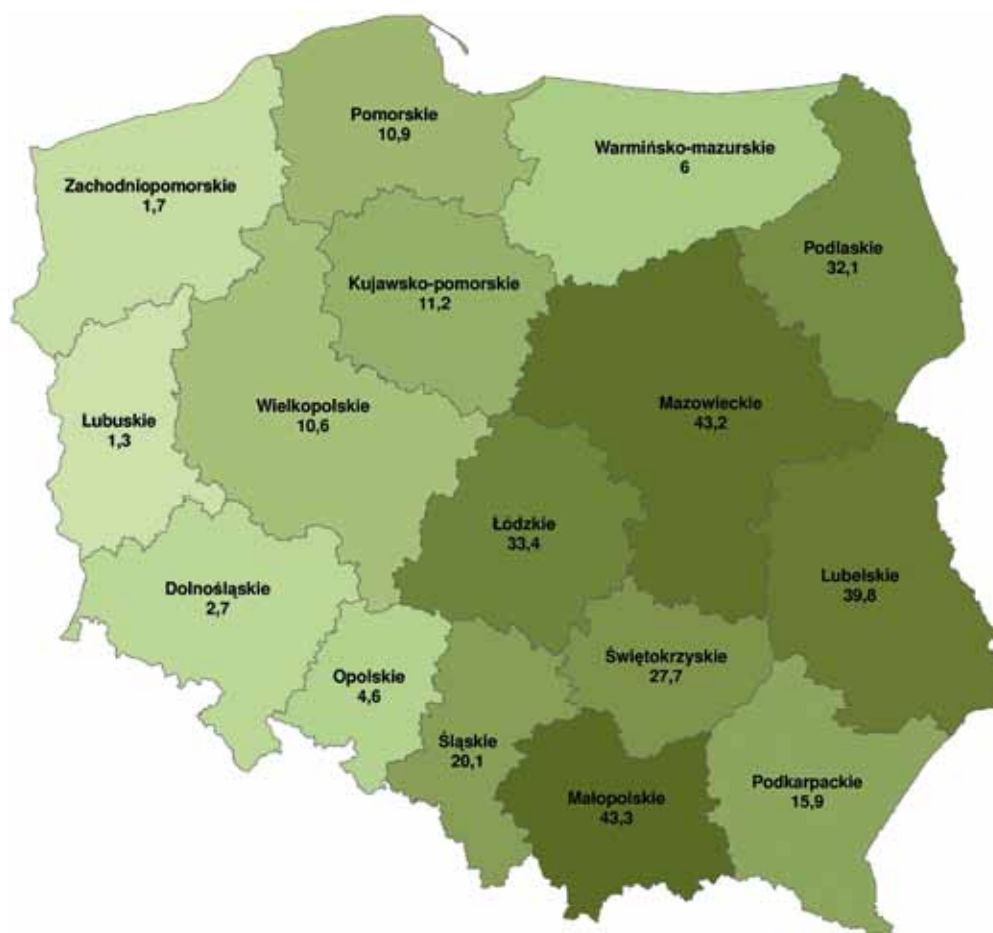 Pomorskie
10,9
Warmińsko-mazurskie
6
Zachodniopomorskie
1,7
Podlaskie
32,1
Kujawsko-pomorskie
11,2
Mazowieckie
43,2
Wielkopolskie
10,6
Lubuskie
1,3
Łódzkie
33,4
Lubelskie
39,8
Dolnośląskie
2,7
Świętokrzyskie
27,7
Opolskie
4,6
Śląskie
20,1
Podkarpackie
15,9
Małopolskie
43,3